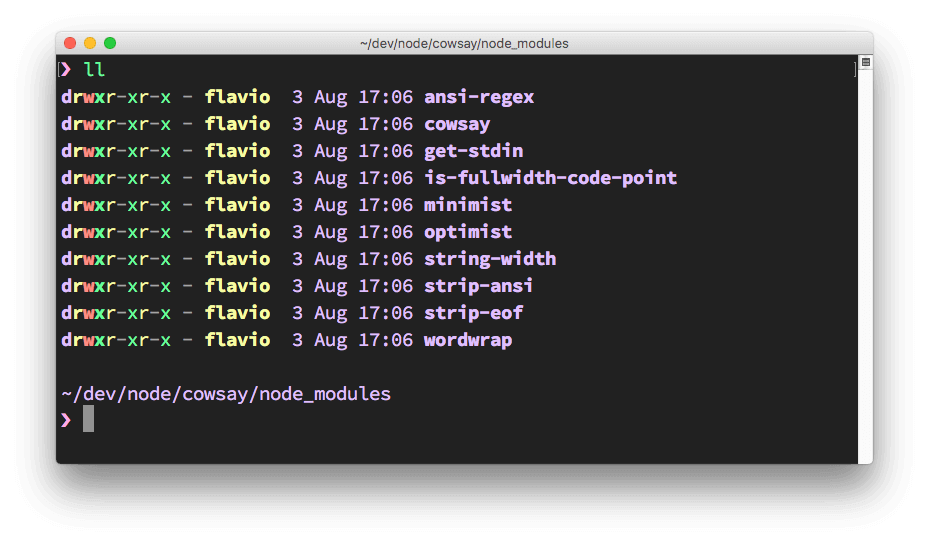 ~/dev/node/cowsay/node_modules
❯ ll
drwxr-xr-x - flavio  3 Aug 17:06 ansi-regex
drwxr-xr-x - flavio  3 Aug 17:06 cowsay
drwxr-xr-x - flavio  3 Aug 17:06 get-stdin
drwxr-xr-x - flavio  3 Aug 17:06 is-fullwidth-code-point
drwxr-xr-x - flavio  3 Aug 17:06 minimist
drwxr-xr-x - flavio  3 Aug 17:06 optimist
drwxr-xr-x - flavio  3 Aug 17:06 string-width
drwxr-xr-x - flavio  3 Aug 17:06 strip-ansi
drwxr-xr-x - flavio  3 Aug 17:06 strip-eof
drwxr-xr-x - flavio  3 Aug 17:06 wordwrap
~/dev/node/cowsay/node_modules
❯